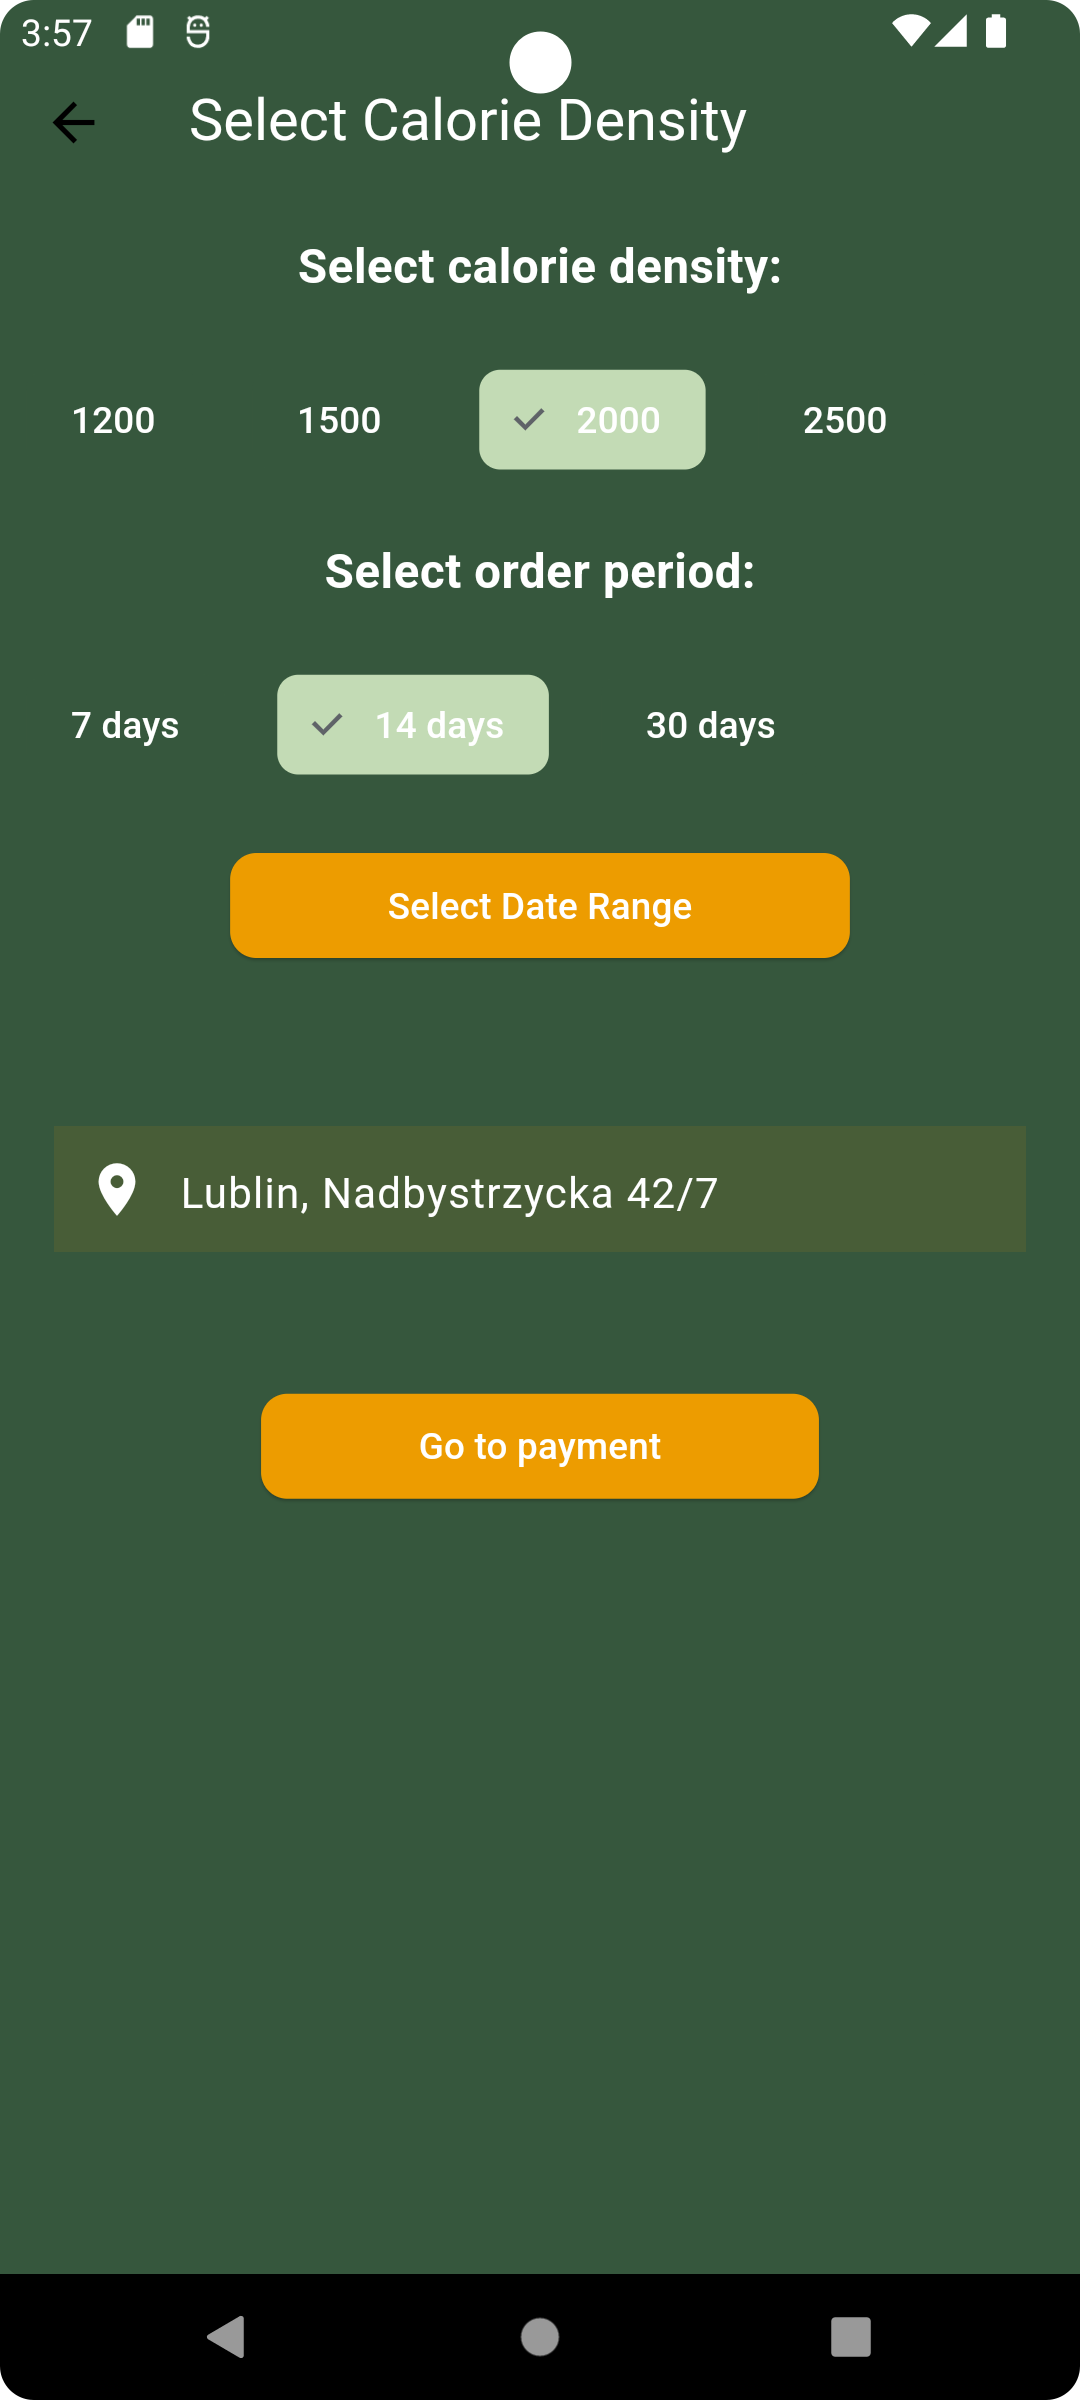 3:57
Select Calorie Density
Select calorie density:
1200 1500 2000 2500
Select order period:
7 days 14 days 30 days
Select Date Range
Lublin, Nadbystrzycka 42/7
Go to payment